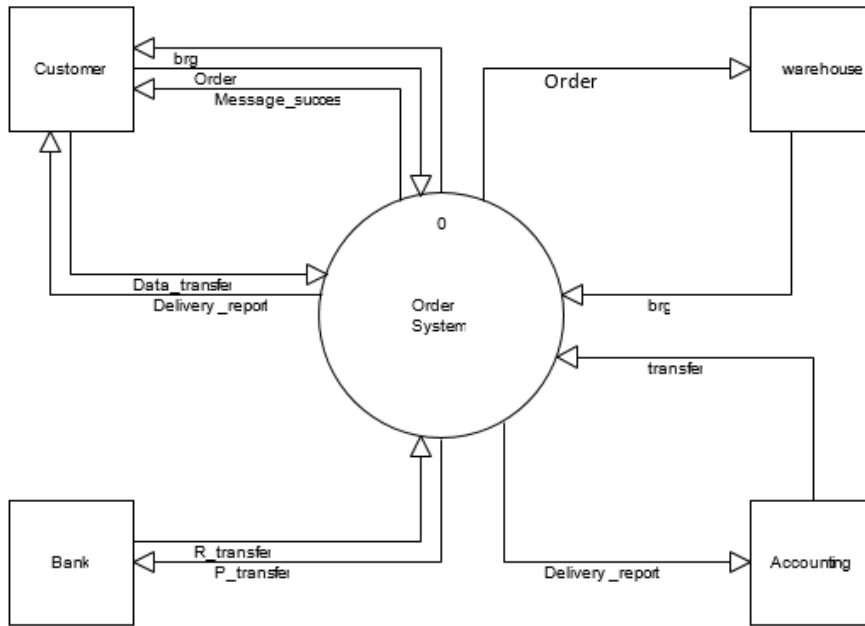 Customer
brg
Order
Message_succes
Order
warehouse
0
Data_transfer
Delivery_report
Order
System
brg
transfer
Bank
R_transfer
P_transfer
Delivery_report
Accounting